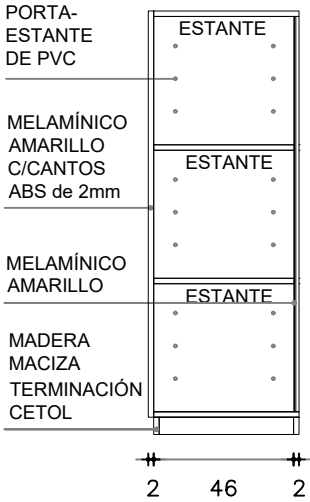 PORTA-
ESTANTE
DE PVC
ESTANTE
MELAMÍNICO
AMARILLO
C/CANTOS
ABS de 2mm
ESTANTE
MELAMÍNICO
AMARILLO
ESTANTE
MADERA
MACIZA
TERMINACIÓN
CETOL
2 46 2